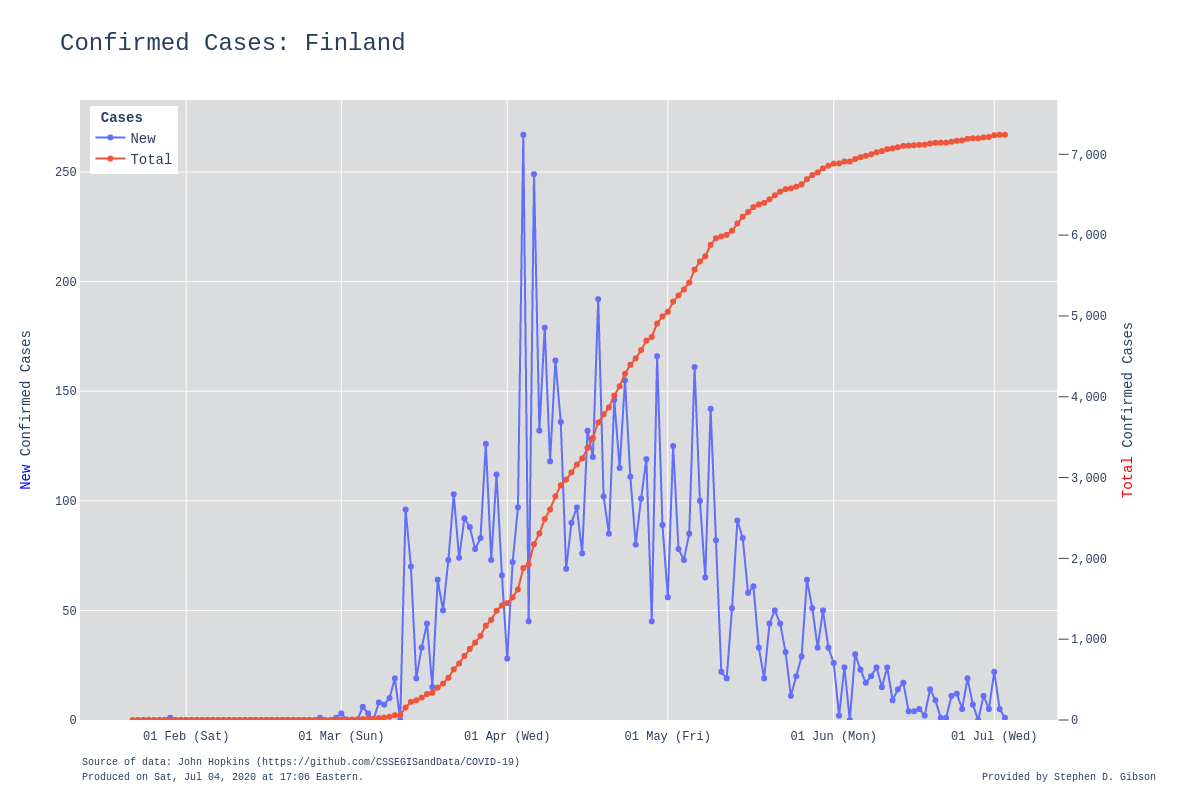 Confirmed Cases: Finland
Cases
New
Total
250
200
150
100
50
0
7,000
6,000
5,000
4,000
3,000
2,000
1,000
0
New Confirmed Cases
Total Confirmed Cases
01 Feb (Sat)
01 Mar (Sun)
01 Apr (Wed)
01 May (Fri)
01 Jun (Mon)
01 Jul (Wed)
Source of data: John Hopkins (https://github.com/CSSEGISandData/COVID-19)
Produced on Sat, Jul 04, 2020 at 17:06 Eastern.
Provided by Stephen D. Gibson